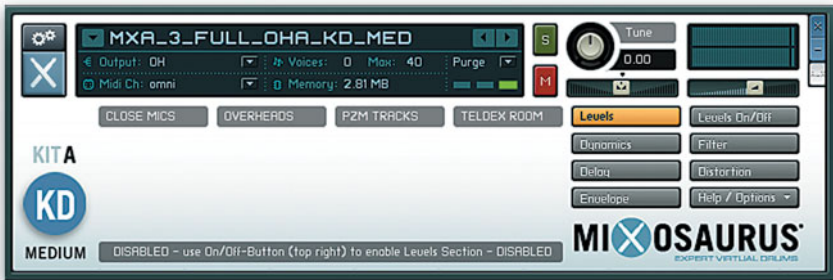 MXA_3_FULL_OHA_KD_MED
S
Tune
Output: OH
Voices: 0 Max: 40
Purge
0.00
Midi Ch: omni
Memory: 2.81 MB
M
CLOSE MICS
OVERHEADS
PZM TRACKS
TELDEX ROOM
Levels
Levels On/Off
Dynamics
Filter
Delay
Distortion
Envelope
Help / Options
KIT A
KD
MEDIUM
DISABLED - use On/Off-Button (top right) to enable Levels Section - DISABLED
MIXOSAURUS
EXPERT VIRTUAL DRUMS